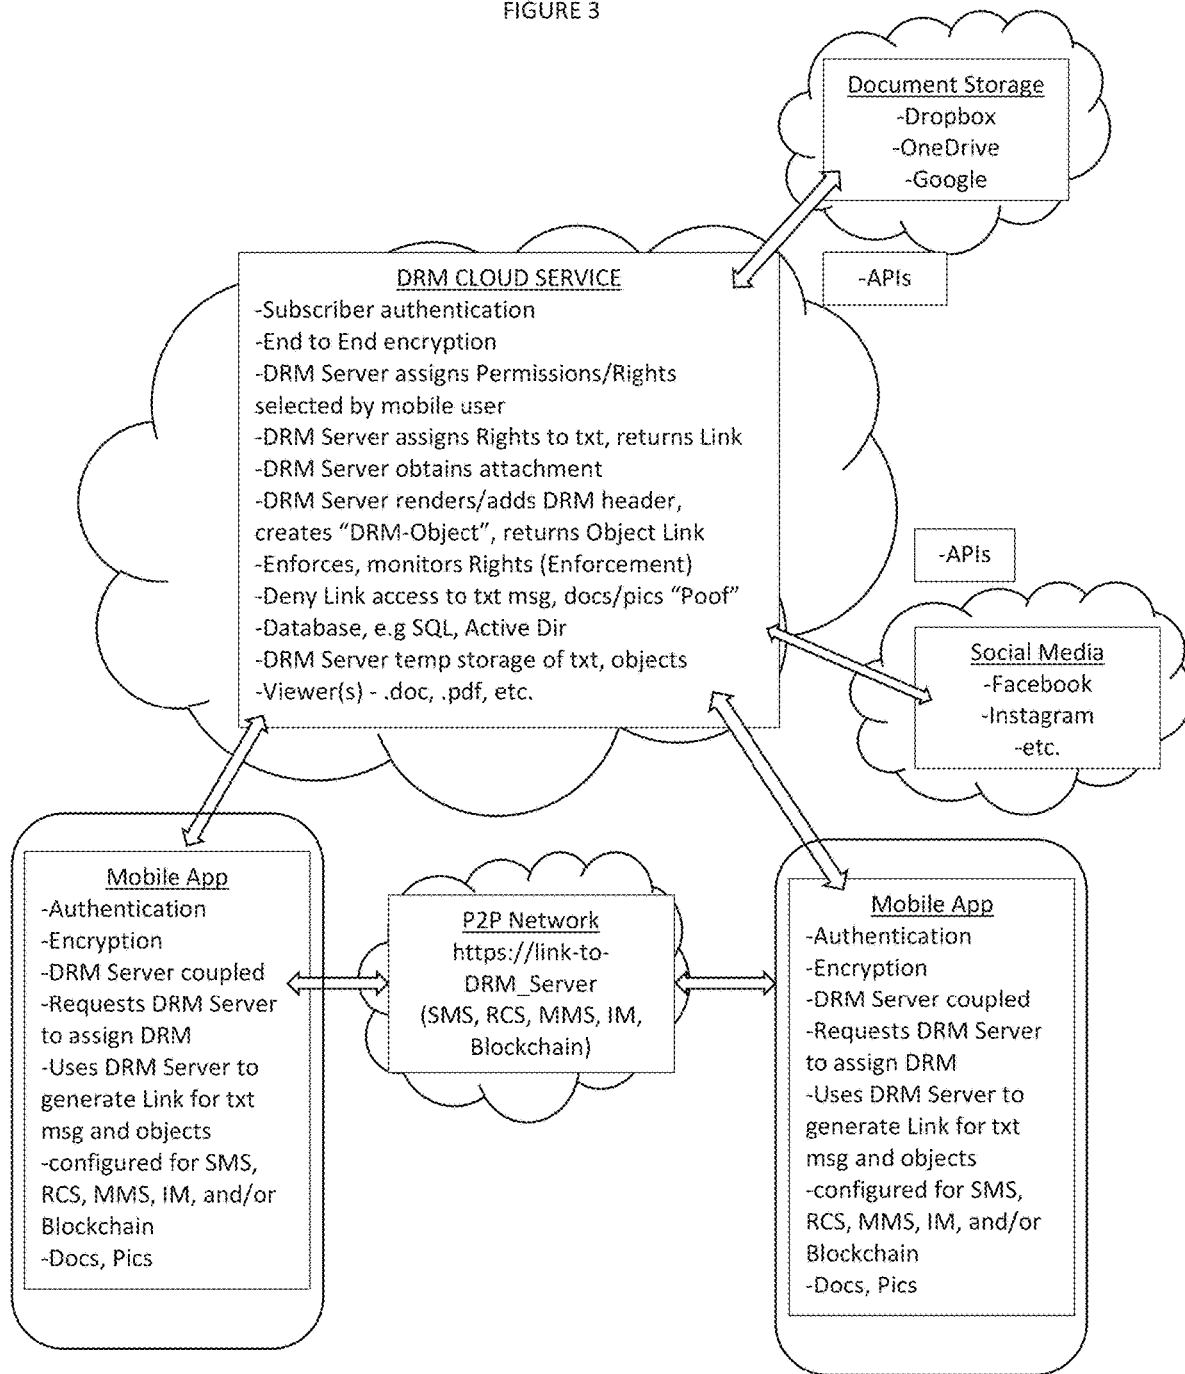 FIGURE 3
Document Storage
-Dropbox
-OneDrive
-Google
-APIs
DRM CLOUD SERVICE
-Subscriber authentication
-End to End encryption
-DRM Server assigns Permissions/Rights
selected by mobile user
-DRM Server assigns Rights to txt, returns Link
-DRM Server obtains attachment
-DRM Server renders/adds DRM header,
creates “DRM-Object”, returns Object Link
-Enforces, monitors Rights (Enforcement)
-Deny Link access to txt msg, docs/pics “Poof”
-Database, e.g SQL, Active Dir
-DRM Server temp storage of txt, objects
-Viewer(s) - .doc, .pdf, etc.
-APIs
Social Media
-Facebook
-Instagram
-etc.
Mobile App
-Authentication
-Encryption
-DRM Server coupled
-Requests DRM Server
to assign DRM
-Uses DRM Server to
generate Link for txt
msg and objects
-configured for SMS,
RCS, MMS, IM, and/or
Blockchain
-Docs, Pics
P2P Network
https://link-to-
DRM_Server
(SMS, RCS, MMS, IM,
Blockchain)
Mobile App
-Authentication
-Encryption
-DRM Server coupled
-Requests DRM Server
to assign DRM
-Uses DRM Server to
generate Link for txt
msg and objects
-configured for SMS,
RCS, MMS, IM, and/or
Blockchain
-Docs, Pics